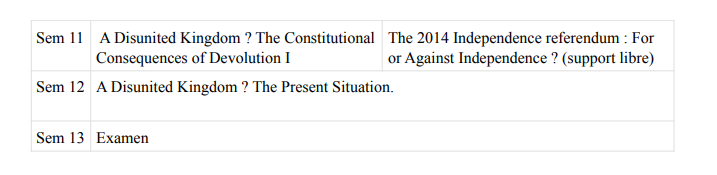 Sem 11 A Disunited Kingdom ? The Constitutional The 2014 Independence referendum : For
Consequences of Devolution I or Against Independence ? (support libre)
Sem 12 A Disunited Kingdom ? The Present Situation.
Sem 13 Examen